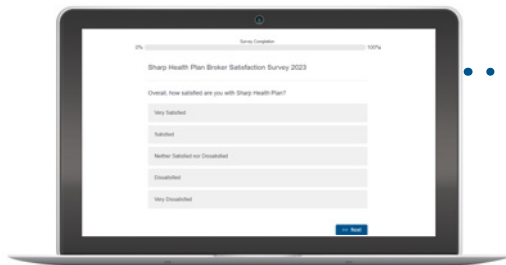 Survey Completion
0% 100%
Sharp Health Plan Broker Satisfaction Survey 2023
Overall, how satisfied are you with Sharp Health Plan?
Very Satisfied
Satisfied
Neither Satisfied nor Dissatisfied
Dissatisfied
Very Dissatisfied
>> Next